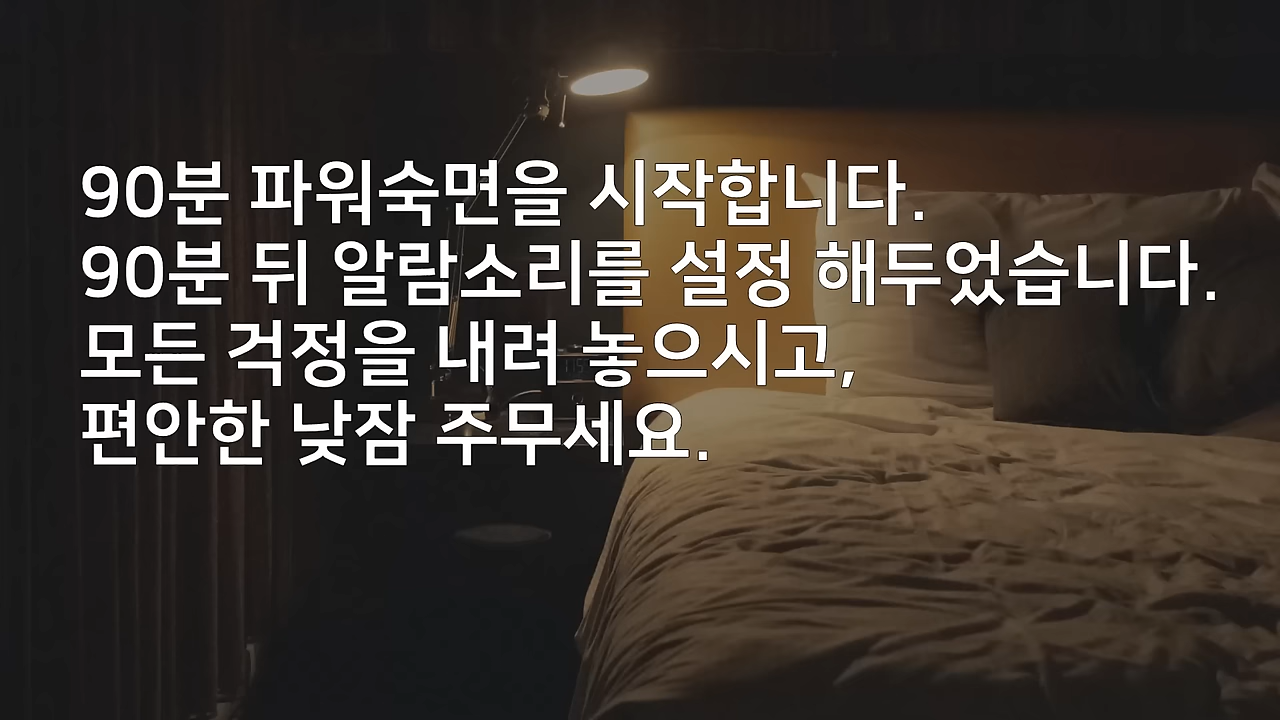 90분 파워숙면을 시작합니다.
90분 뒤 알람소리를 설정 해두었습니다.
모든 걱정을 내려 놓으시고,
편안한 낮잠 주무세요.